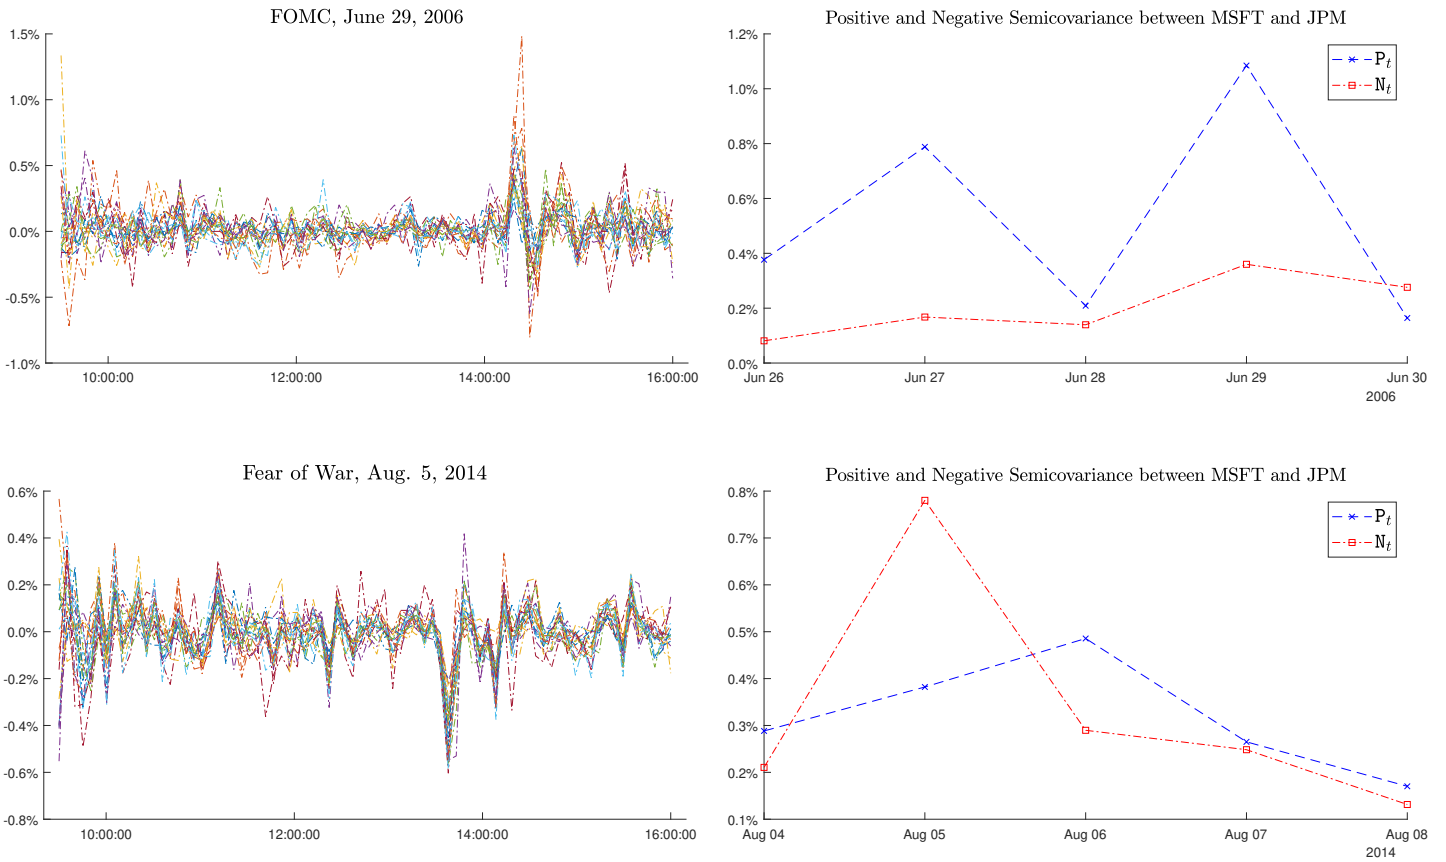 FOMC, June 29, 2006
1.5%
1.0%
0.5%
0.0%
-0.5%
-1.0%
10:00:00 12:00:00 14:00:00 16:00:00
Positive and Negative Semicovariance between MSFT and JPM
1.2%
1.0%
0.8%
0.6%
0.4%
0.2%
0.0%
Jun 26 Jun 27 Jun 28 Jun 29 Jun 30
2006
Pt
Nt
Fear of War, Aug. 5, 2014
0.6%
0.4%
0.2%
0.0%
-0.2%
-0.4%
-0.6%
-0.8%
10:00:00 12:00:00 14:00:00 16:00:00
Positive and Negative Semicovariance between MSFT and JPM
0.8%
0.7%
0.6%
0.5%
0.4%
0.3%
0.2%
0.1%
Aug 04 Aug 05 Aug 06 Aug 07 Aug 08
2014
Pt
Nt